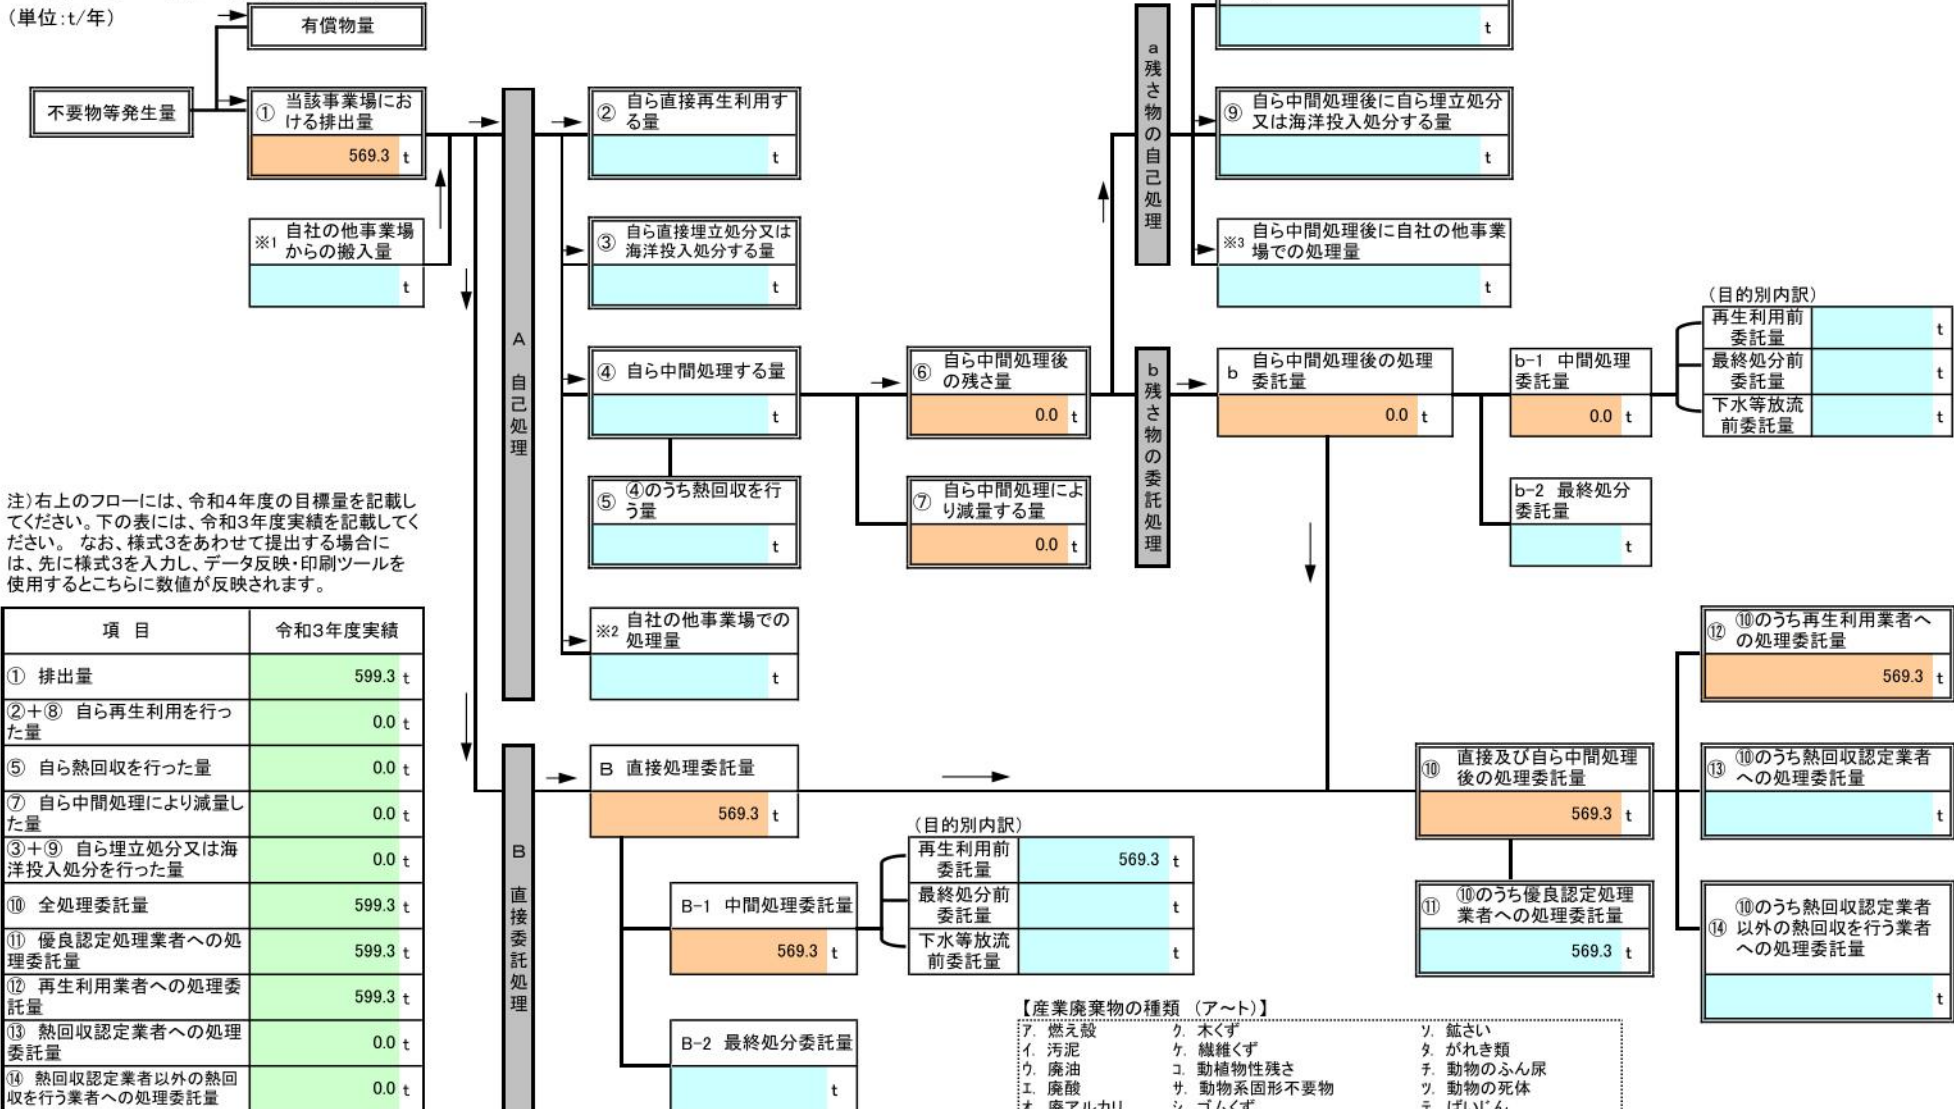 (単位:t/年)
有償物量
t
不要物等発生量
① 当該事業場にお
ける排出量
569.3 t
② 自ら直接再生利用す
る量
t
a 残さ物の自己処理
⑨ 自ら中間処理後に自ら埋立処分
又は海洋投入処分する量
t
※1 自社の他事業場
からの搬入量
t
③ 自ら直接埋立処分又は
海洋投入処分する量
t
※3 自ら中間処理後に自社の他事業
場での処理量
t
A 自己処理
④ 自ら中間処理する量
t
⑥ 自ら中間処理後
の残さ量
0.0 t
b 残さ物の委託処理
b 自ら中間処理後の処理
委託量
0.0 t
b-1 中間処理
委託量
0.0 t
(目的別内訳)
再生利用前
委託量
t
最終処分前
委託量
t
下水等放流
前委託量
t
⑤ ④のうち熱回収を行
う量
t
⑦ 自ら中間処理によ
り減量する量
0.0 t
b-2 最終処分
委託量
t
注)右上のフローには、令和4年度の目標量を記載し
てください。下の表には、令和3年度実績を記載してく
ださい。 なお、様式3をあわせて提出する場合に
は、先に様式3を入力し、データ反映・印刷ツールを
使用するとこちらに数値が反映されます。
※2 自社の他事業場での
処理量
t
項 目 令和3年度実績
① 排出量 599.3 t
②+⑧ 自ら再生利用を行っ
た量 0.0 t
⑤ 自ら熱回収を行った量 0.0 t
⑦ 自ら中間処理により減量し
た量 0.0 t
③+⑨ 自ら埋立処分又は海
洋投入処分を行った量 0.0 t
⑩ 全処理委託量 599.3 t
⑪ 優良認定処理業者への処
理委託量 599.3 t
⑫ 再生利用業者への処理委
託量 599.3 t
⑬ 熱回収認定業者への処理
委託量 0.0 t
⑭ 熱回収認定業者以外の熱回
収を行う業者への処理委託量 0.0 t
B 直接委託処理
B 直接処理委託量
569.3 t
B-1 中間処理委託量
569.3 t
(目的別内訳)
再生利用前
委託量 569.3 t
最終処分前
委託量 t
下水等放流
前委託量 t
B-2 最終処分委託量
t
⑩ 直接及び自ら中間処理
後の処理委託量
569.3 t
⑪ ⑩のうち優良認定処理
業者への処理委託量
569.3 t
⑫ ⑩のうち再生利用業者へ
の処理委託量
569.3 t
⑬ ⑩のうち熱回収認定業者
への処理委託量
t
⑭ ⑩のうち熱回収認定業者
以外の熱回収を行う業者
への処理委託量
t
【産業廃棄物の種類 (ア~ト)】
ア. 燃え殻 ク. 木くず ソ. 鉱さい
イ. 汚泥 ケ. 繊維くず タ. がれき類
ウ. 廃油 コ. 動植物性残さ チ. 動物のふん尿
エ. 廃酸 サ. 動物系固形不要物 ツ. 動物の死体
オ. 廃アルカリ シ. ゴムくず テ. ばいじん